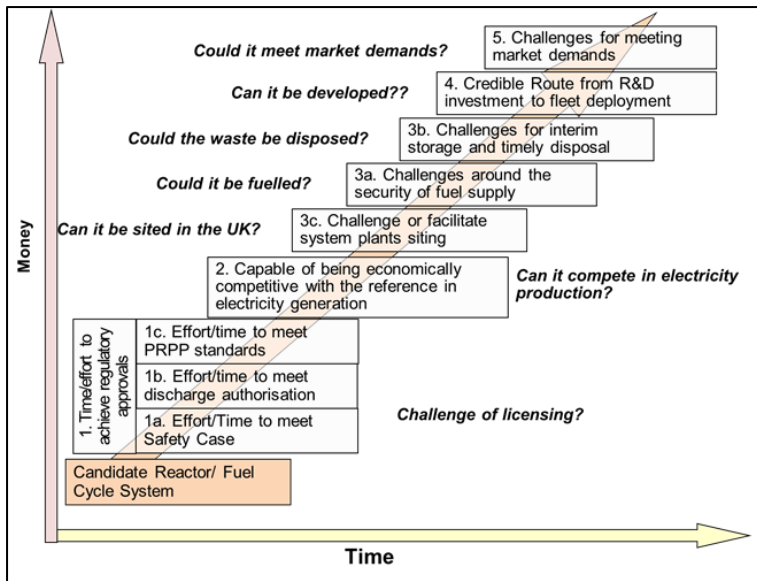 Could it meet market demands?
5. Challenges for meeting
market demands
Can it be developed??
4. Credible Route from R&D
investment to fleet deployment
Could the waste be disposed?
3b. Challenges for interim
storage and timely disposal
Could it be fuelled?
3a. Challenges around the
security of fuel supply
Can it be sited in the UK?
3c. Challenge or facilitate
system plants siting
2. Capable of being economically
competitive with the reference in
electricity generation
Can it compete in electricity
production?
1. Time/effort to
achieve regulatory
approvals
1c. Effort/time to meet
PRPP standards
1b. Effort/time to meet
discharge authorisation
1a. Effort/Time to meet
Safety Case
Challenge of licensing?
Candidate Reactor/ Fuel
Cycle System
Money
Time